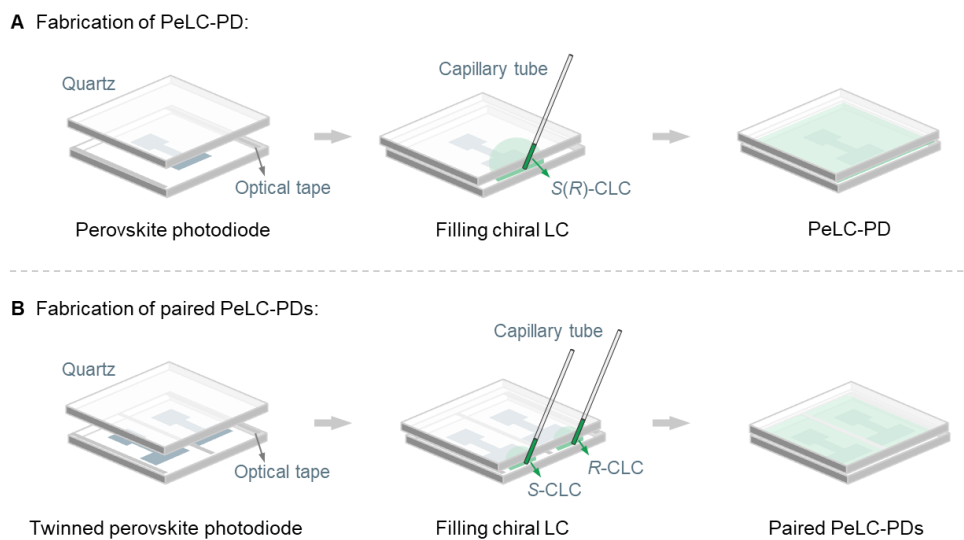 A Fabrication of PeLC-PD:
Quartz
Capillary tube
Optical tape
S(R)-CLC
Perovskite photodiode
Filling chiral LC
PeLC-PD
B Fabrication of paired PeLC-PDs:
Capillary tube
Quartz
Optical tape
R-CLC
S-CLC
Twinned perovskite photodiode
Filling chiral LC
Paired PeLC-PDs